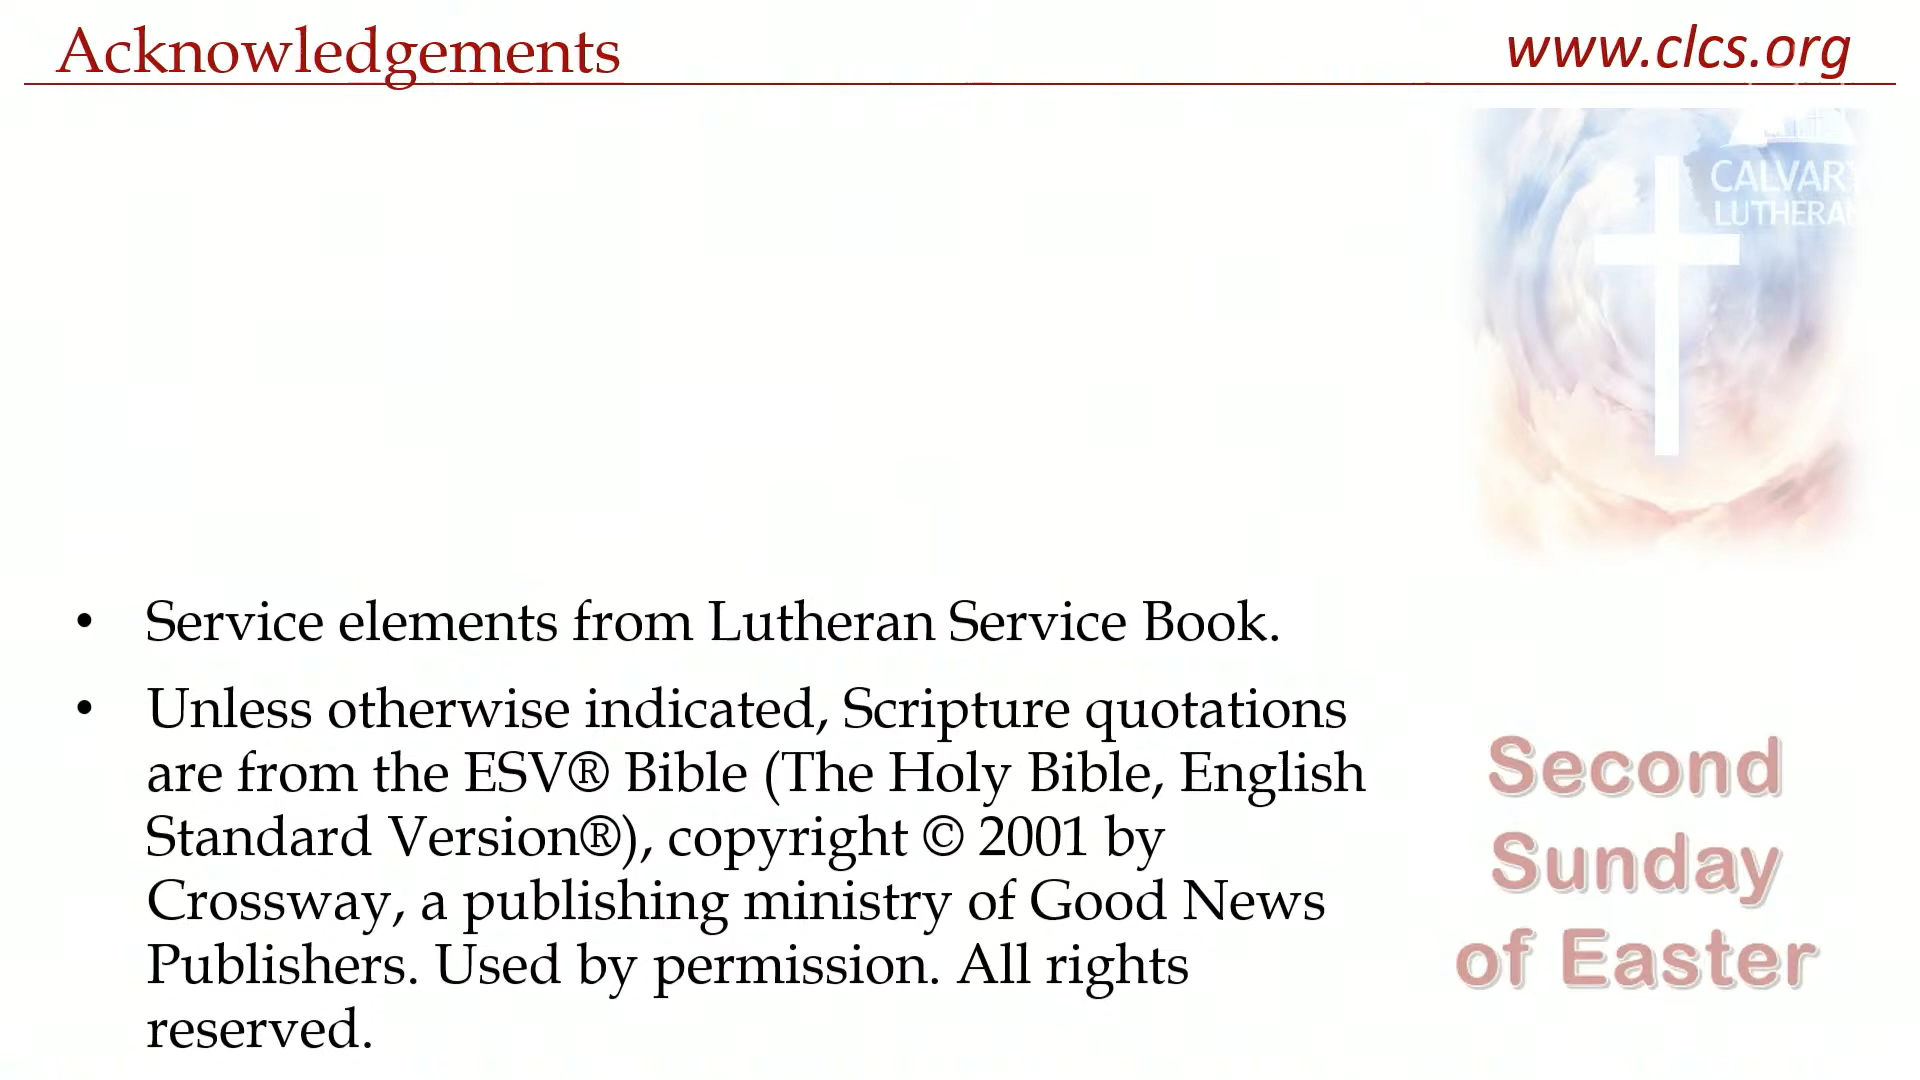 Acknowledgements
www.clcs.org
CALVARY
LUTHERAN
• Service elements from Lutheran Service Book.
• Unless otherwise indicated, Scripture quotations
are from the ESV® Bible (The Holy Bible, English
Standard Version®), copyright © 2001 by
Crossway, a publishing ministry of Good News
Publishers. Used by permission. All rights
reserved.
Second
Sunday
of Easter